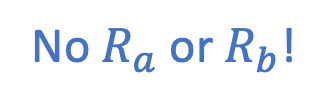 No Rₐ or R_b!